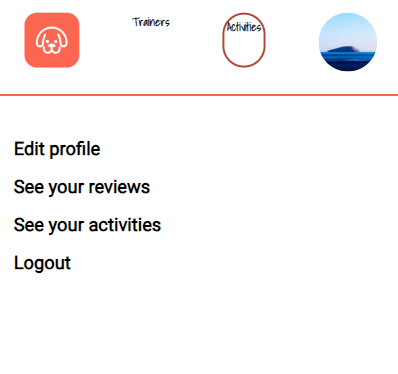 Trainers
Activities
Edit profile
See your reviews
See your activities
Logout